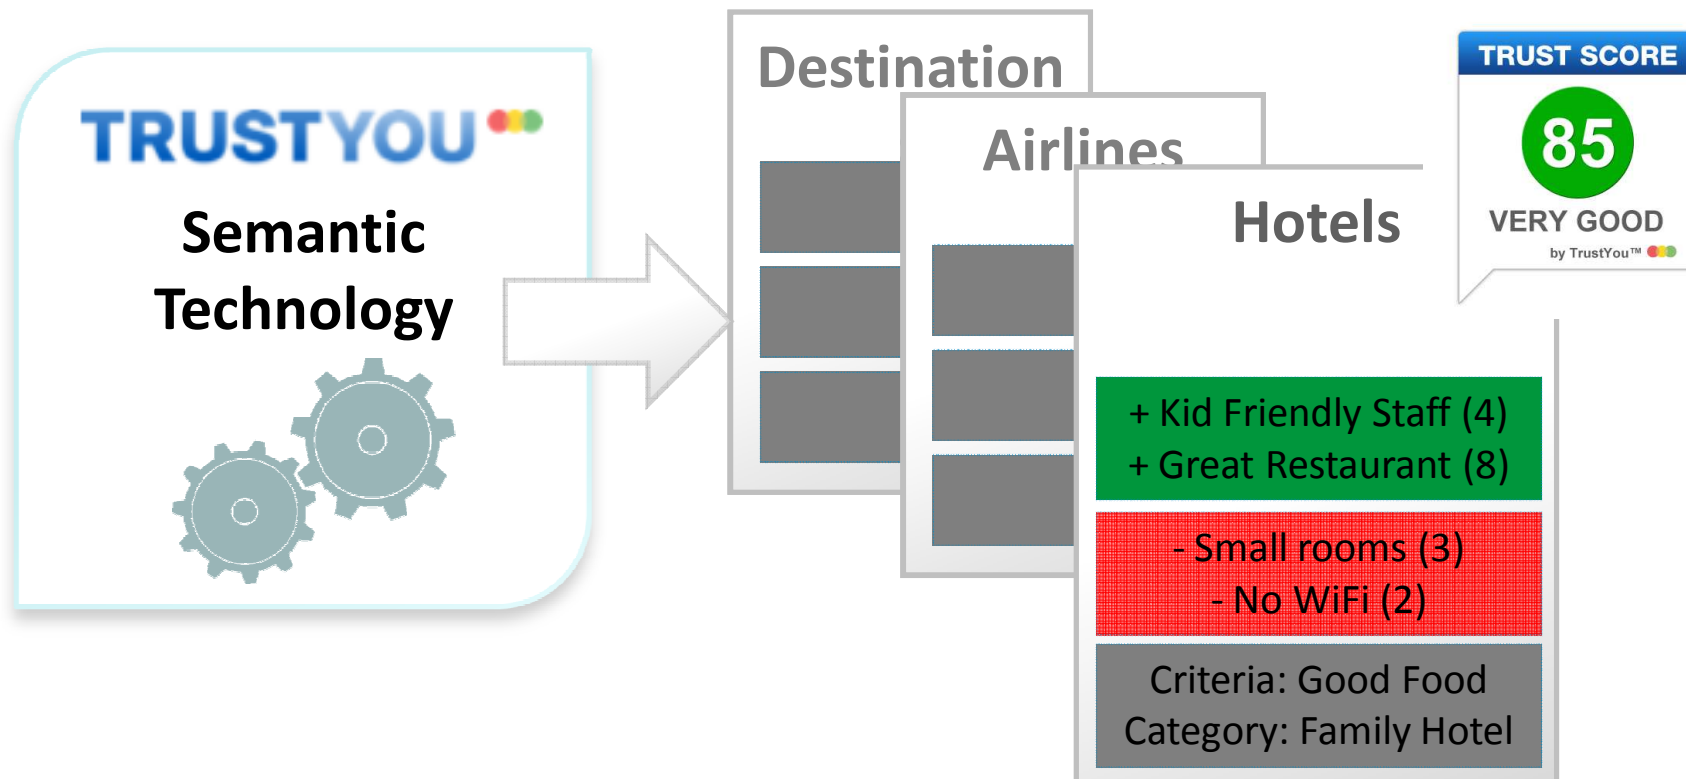 TRUSTYOU
Semantic
Technology
Destination
Airlines
Hotels
TRUST SCORE
85
VERY GOOD
by TrustYou™
+ Kid Friendly Staff (4)
+ Great Restaurant (8)
- Small rooms (3)
- No WiFi (2)
Criteria: Good Food
Category: Family Hotel